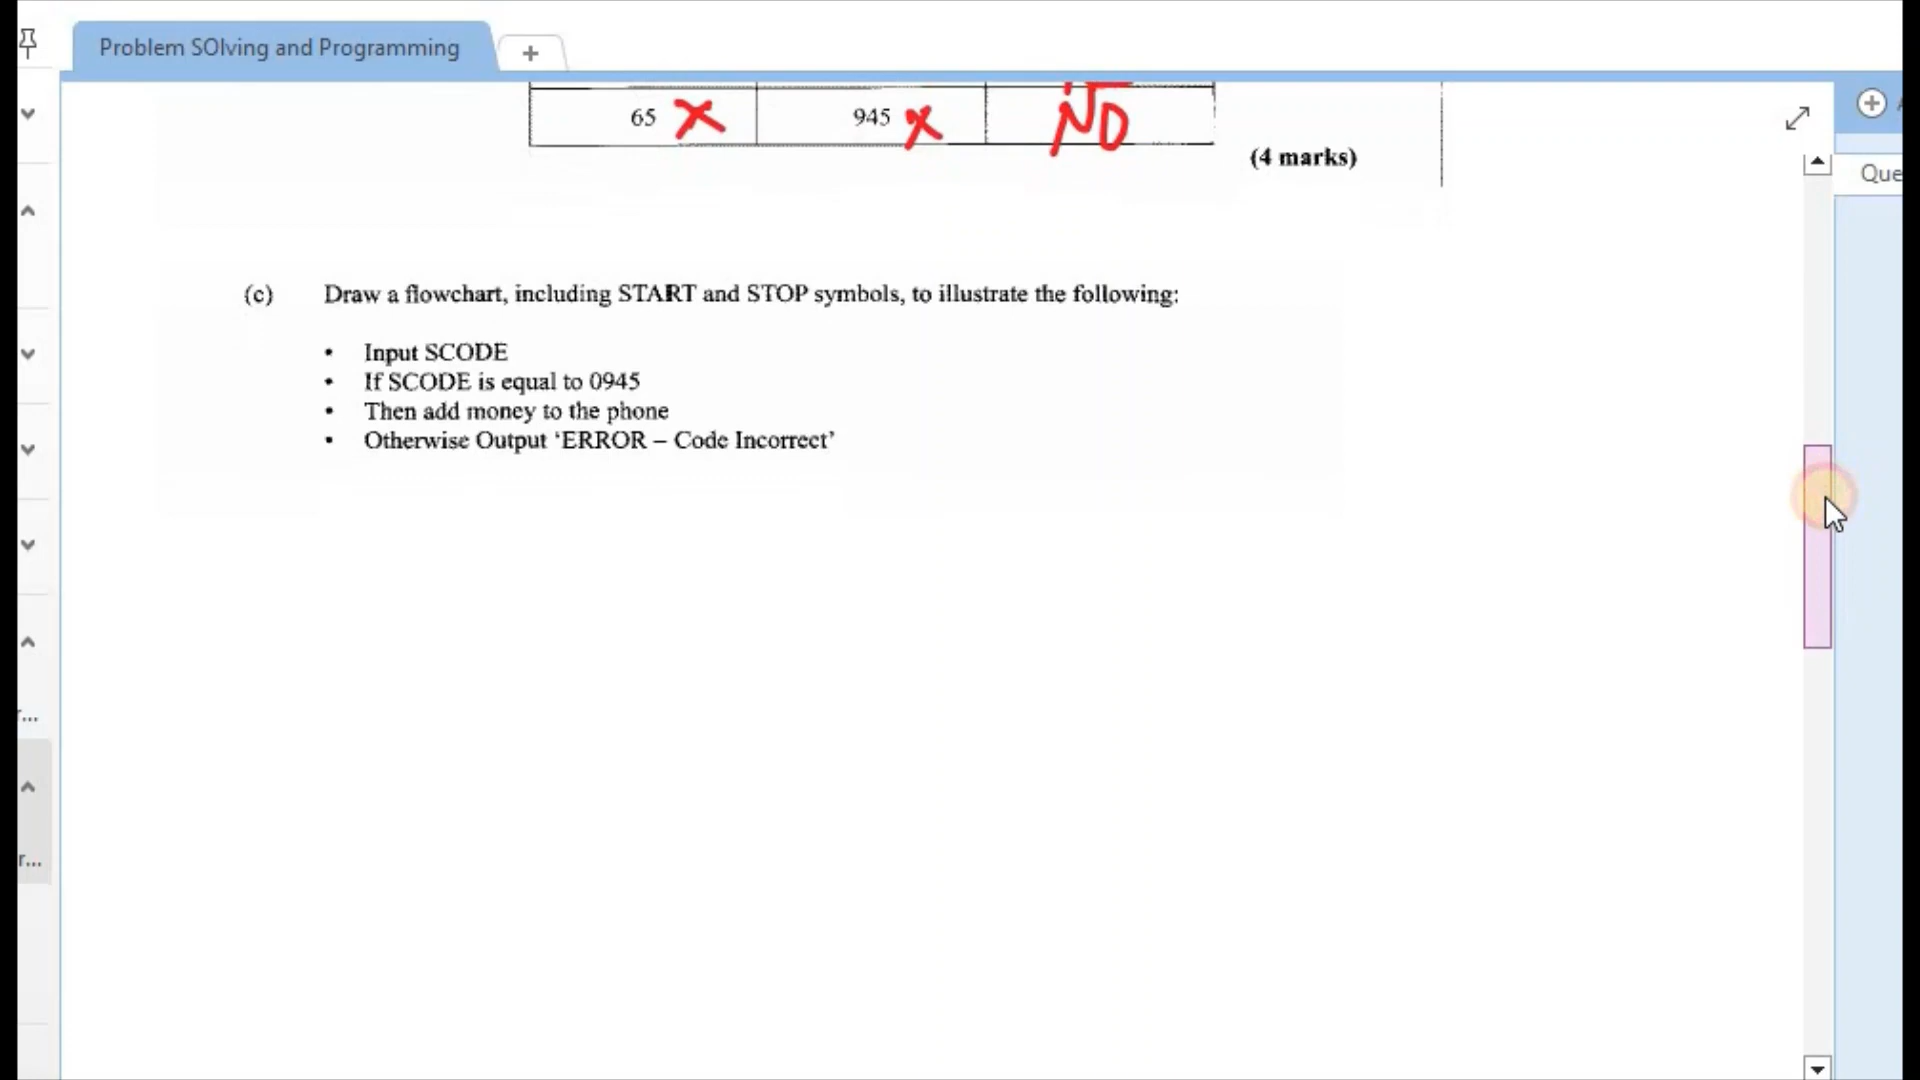 Problem SOlving and Programming
+
65 x 945 x NO
(4 marks)
Que
(c) Draw a flowchart, including START and STOP symbols, to illustrate the following:
• Input SCODE
• If SCODE is equal to 0945
• Then add money to the phone
• Otherwise Output ‘ERROR – Code Incorrect’
r...
r...